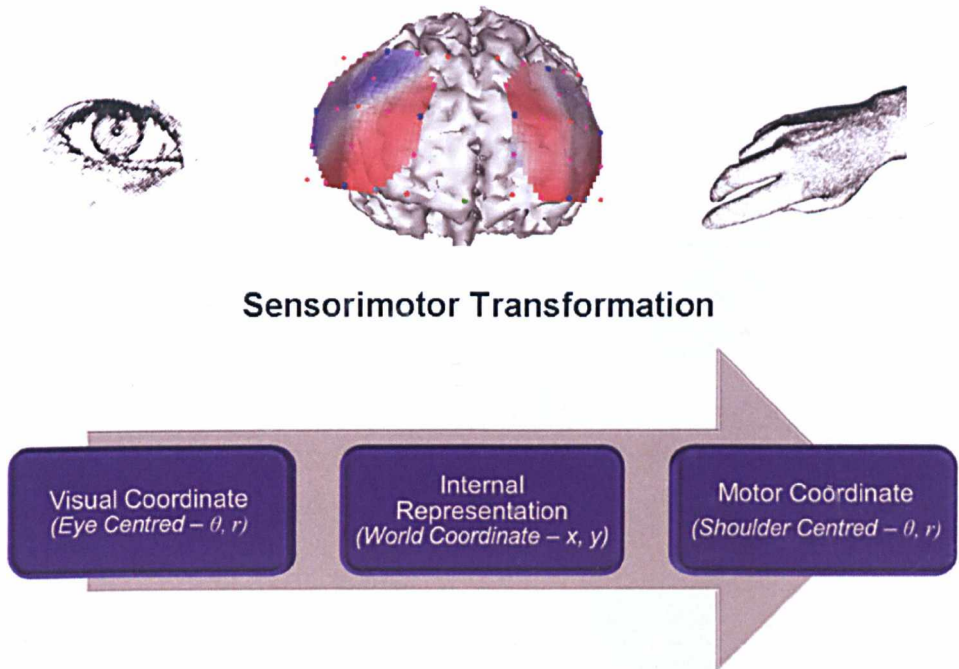 Sensorimotor Transformation
Visual Coordinate
(Eye Centred – θ, r)
Internal
Representation
(World Coordinate – x, y)
Motor Coordinate
(Shoulder Centred – θ, r)